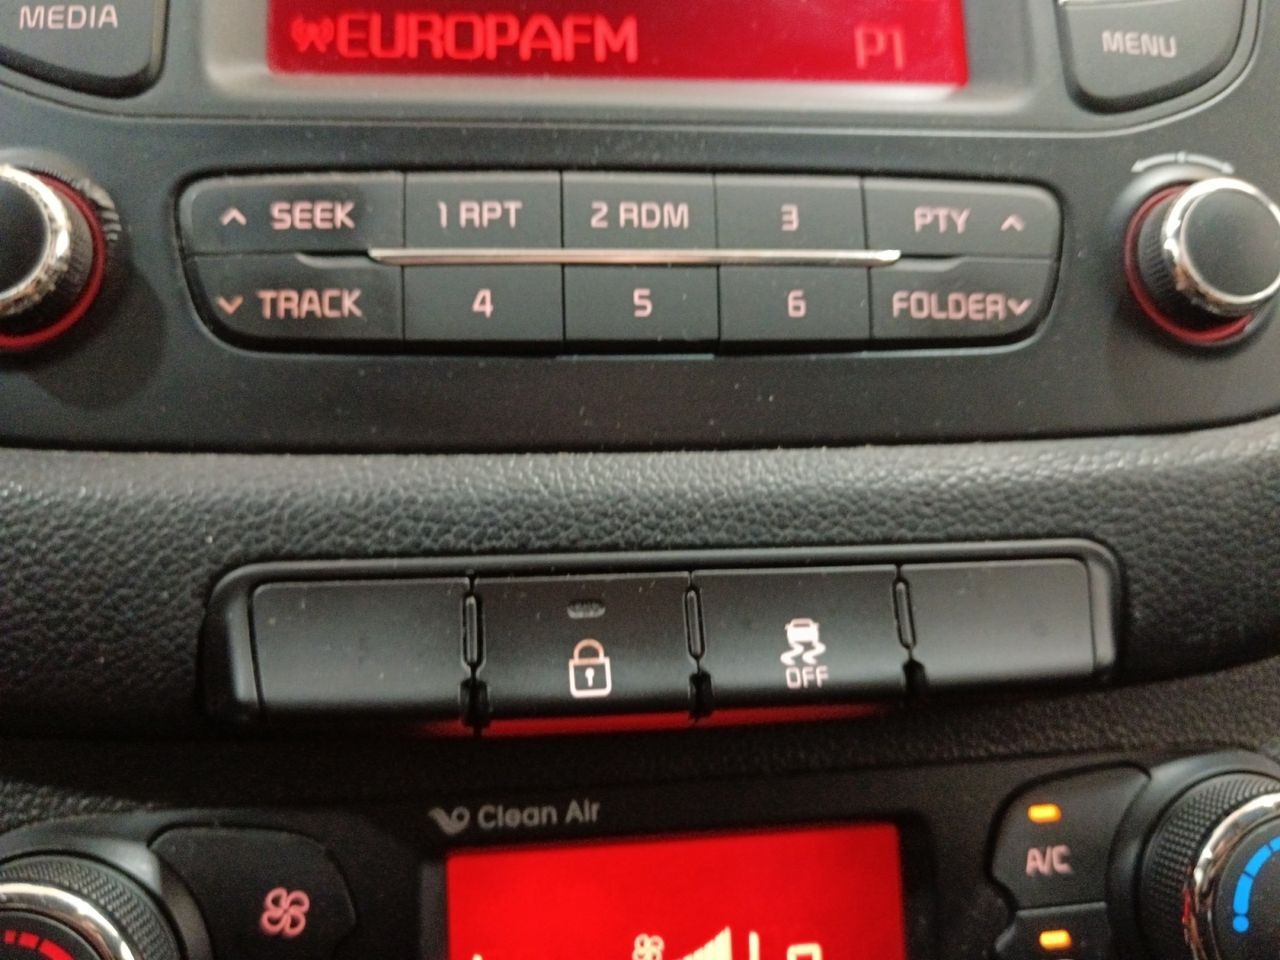 MEDIA
EUROPAFM P1
MENU
SEEK 1 RPT 2 RDM 3 PTY
TRACK 4 5 6 FOLDER
OFF
Clean Air
A/C